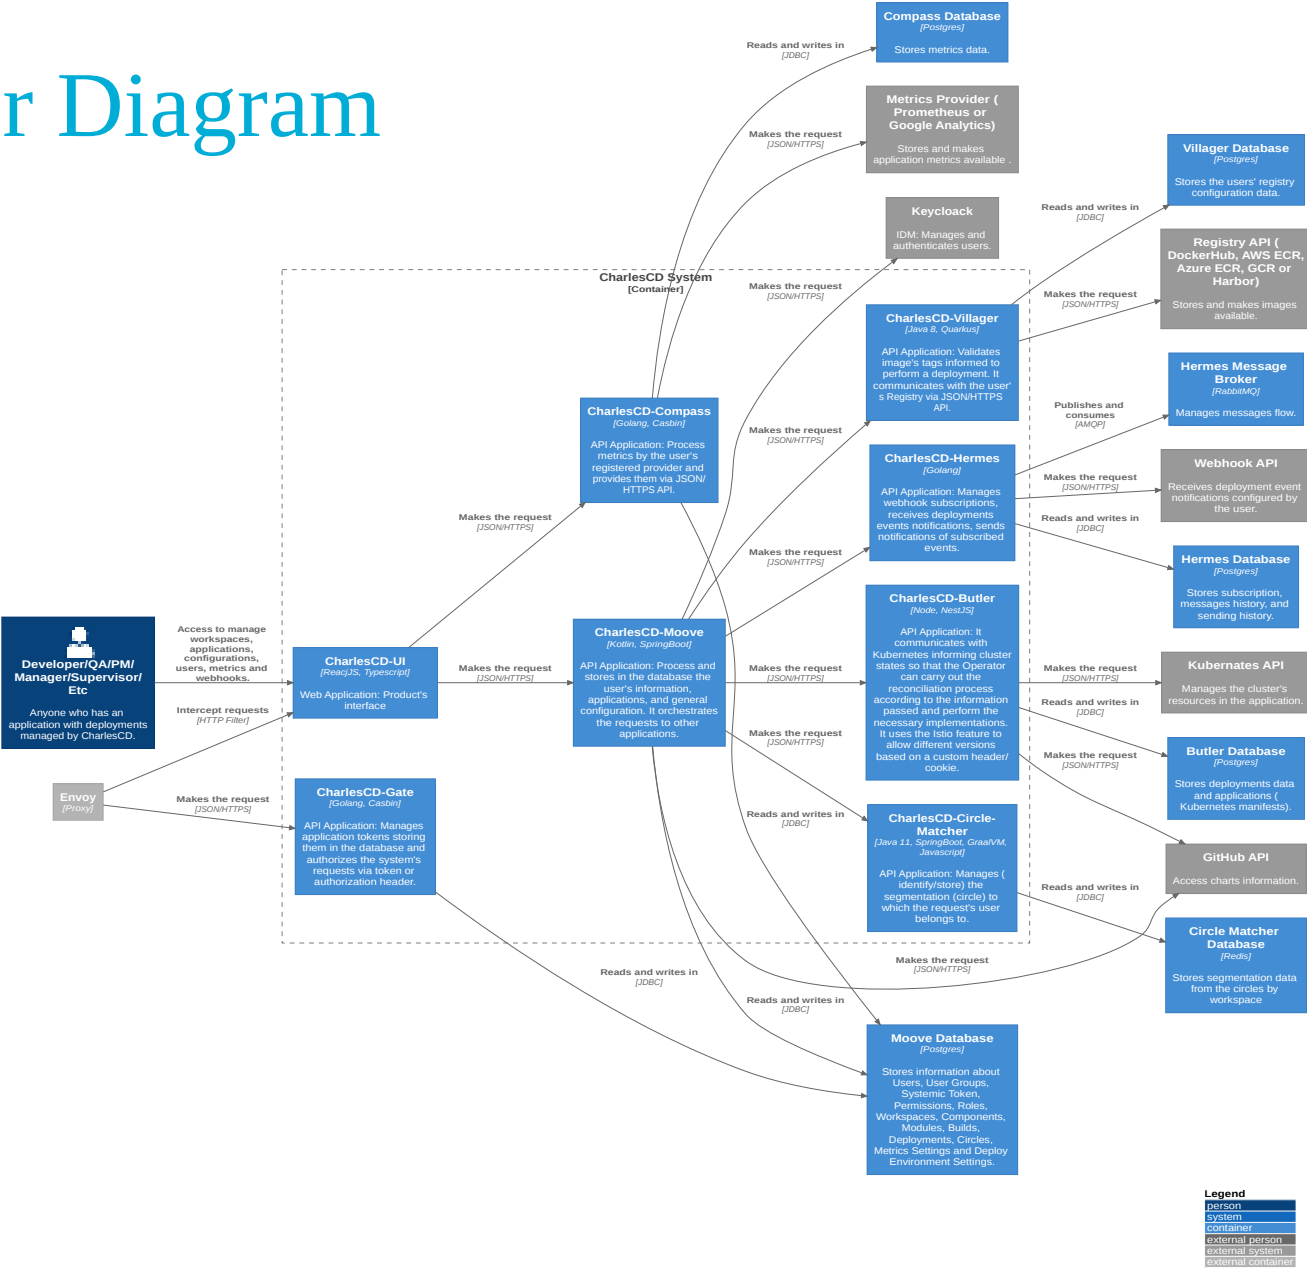 r Diagram
Compass Database
[Postgres]
Stores metrics data.
Reads and writes in
[JDBC]
Metrics Provider (
Prometheus or
Google Analytics)
Stores and makes
application metrics available .
Makes the request
[JSON/HTTPS]
Keycloack
IDM: Manages and
authenticates users.
Makes the request
[JSON/HTTPS]
Villager Database
[Postgres]
Stores the users' registry
configuration data.
Reads and writes in
[JDBC]
Registry API (
DockerHub, AWS ECR,
Azure ECR, GCR or
Harbor)
Stores and makes images
available.
Makes the request
[JSON/HTTPS]
CharlesCD System
[Container]
CharlesCD-Villager
[Java 8, Quarkus]
API Application: Validates
image's tags informed to
perform a deployment. It
communicates with the user'
s Registry via JSON/HTTPS
API.
Makes the request
[JSON/HTTPS]
Hermes Message
Broker
[RabbitMQ]
Manages messages flow.
Publishes and
consumes
[AMQP]
CharlesCD-Compass
[Golang, Casbin]
API Application: Process
metrics by the user's
registered provider and
provides them via JSON/
HTTPS API.
Makes the request
[JSON/HTTPS]
CharlesCD-Hermes
[Golang]
API Application: Manages
webhook subscriptions,
receives deployments
events notifications, sends
notifications of subscribed
events.
Makes the request
[JSON/HTTPS]
Webhook API
Receives deployment event
notifications configured by
the user.
Makes the request
[JSON/HTTPS]
Reads and writes in
[JDBC]
Hermes Database
[Postgres]
Stores subscription,
messages history, and
sending history.
Developer/QA/PM/
Manager/Supervisor/
Etc
Anyone who has an
application with deployments
managed by CharlesCD.
Access to manage
workspaces,
applications,
configurations,
users, metrics and
webhooks.
CharlesCD-UI
[ReacjJS, Typescript]
Web Application: Product's
interface
Makes the request
[JSON/HTTPS]
CharlesCD-Moove
[Kotlin, SpringBoot]
API Application: Process and
stores in the database the
user's information,
applications, and general
configuration. It orchestrates
the requests to other
applications.
Makes the request
[JSON/HTTPS]
CharlesCD-Butler
[Node, NestJS]
API Application: It
communicates with
Kubernetes informing cluster
states so that the Operator
can carry out the
reconciliation process
according to the information
passed and perform the
necessary implementations.
It uses the Istio feature to
allow different versions
based on a custom header/
cookie.
Makes the request
[JSON/HTTPS]
Kubernates API
Manages the cluster's
resources in the application.
Reads and writes in
[JDBC]
Butler Database
[Postgres]
Stores deployments data
and applications (
Kubernetes manifests).
Makes the request
[JSON/HTTPS]
GitHub API
Access charts information.
Intercept requests
[HTTP Filter]
Envoy
[Proxy]
Makes the request
[JSON/HTTPS]
CharlesCD-Gate
[Golang, Casbin]
API Application: Manages
application tokens storing
them in the database and
authorizes the system's
requests via token or
authorization header.
Makes the request
[JSON/HTTPS]
CharlesCD-Circle-
Matcher
[Java 11, SpringBoot, GraalVM,
Javascript]
API Application: Manages (
identify/store) the
segmentation (circle) to
which the request's user
belongs to.
Reads and writes in
[JDBC]
Reads and writes in
[JDBC]
Circle Matcher
Database
[Redis]
Stores segmentation data
from the circles by
workspace
Makes the request
[JSON/HTTPS]
Reads and writes in
[JDBC]
Reads and writes in
[JDBC]
Moove Database
[Postgres]
Stores information about
Users, User Groups,
Systemic Token,
Permissions, Roles,
Workspaces, Components,
Modules, Builds,
Deployments, Circles,
Metrics Settings and Deploy
Environment Settings.
Legend
person
system
container
external person
external system
external container